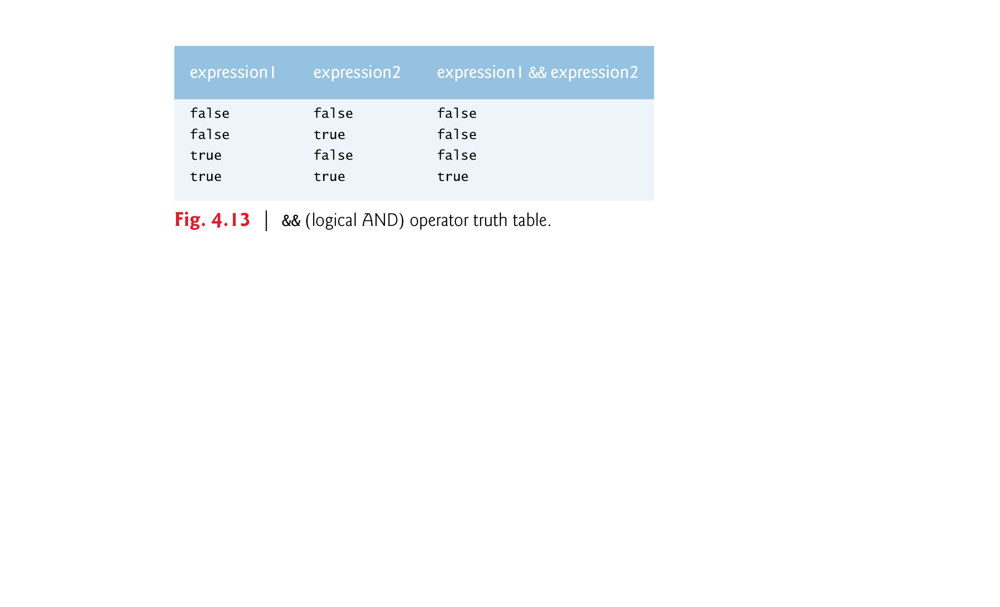 expression1 expression2 expression1 && expression2
false false false
false true false
true false false
true true true
Fig. 4.13 | && (logical AND) operator truth table.